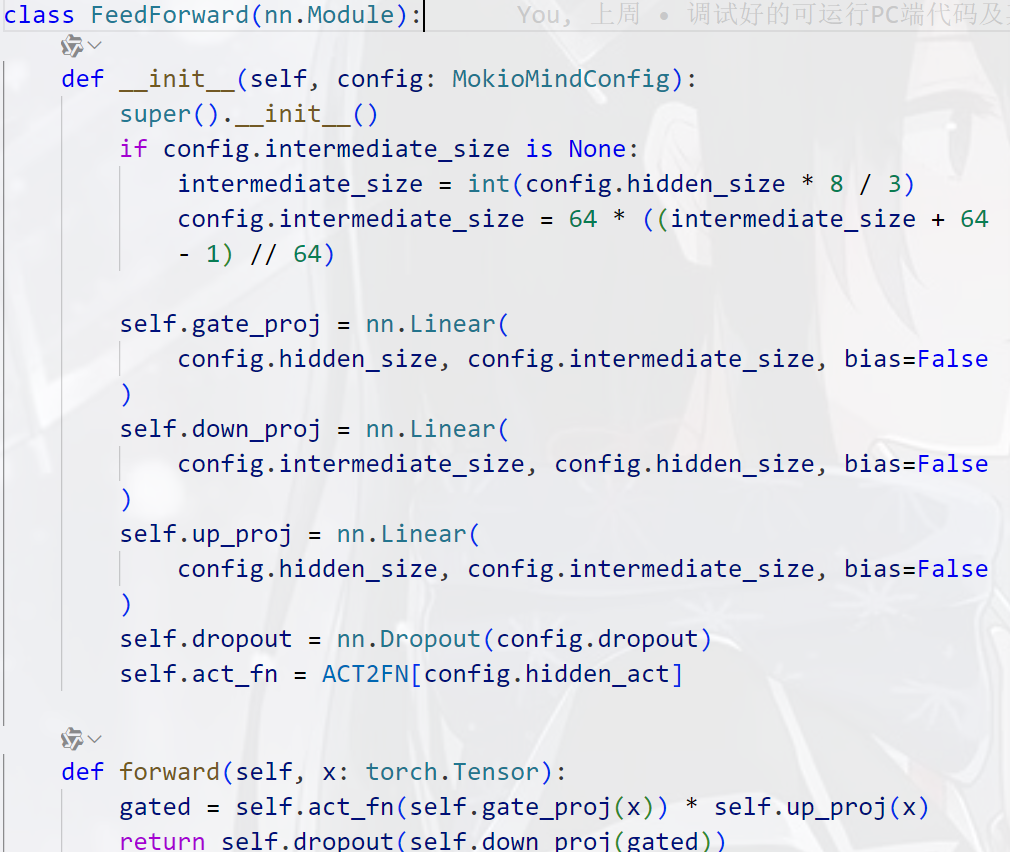 class FeedForward(nn.Module):    You, 上周 • 调试好的可运行PC端代码及
def __init__(self, config: MokioMindConfig):
super().__init__()
if config.intermediate_size is None:
intermediate_size = int(config.hidden_size * 8 / 3)
config.intermediate_size = 64 * ((intermediate_size + 64
- 1) // 64)
self.gate_proj = nn.Linear(
config.hidden_size, config.intermediate_size, bias=False
)
self.down_proj = nn.Linear(
config.intermediate_size, config.hidden_size, bias=False
)
self.up_proj = nn.Linear(
config.hidden_size, config.intermediate_size, bias=False
)
self.dropout = nn.Dropout(config.dropout)
self.act_fn = ACT2FN[config.hidden_act]
def forward(self, x: torch.Tensor):
gated = self.act_fn(self.gate_proj(x)) * self.up_proj(x)
return self.dropout(self.down_proj(gated))